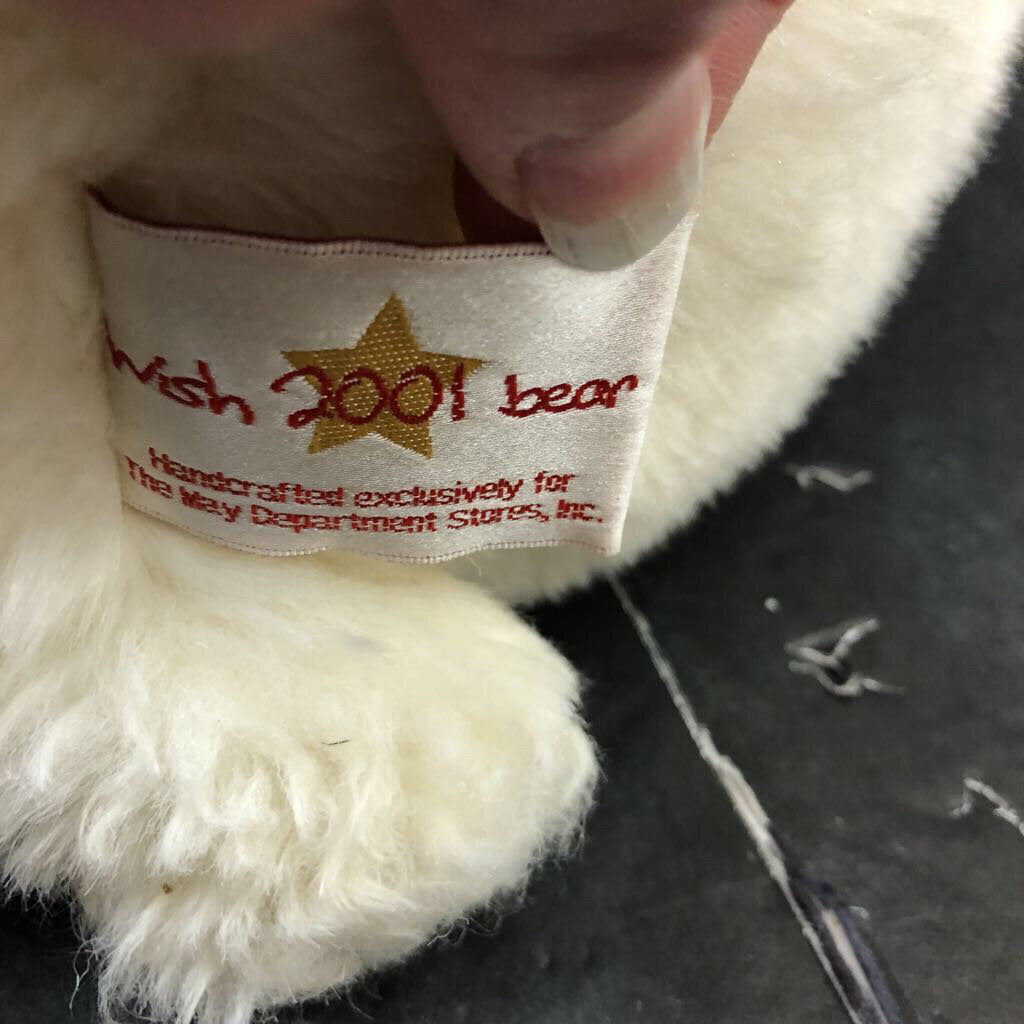 Wish 2001 bear
Handcrafted exclusively for
The May Department Stores, Inc.